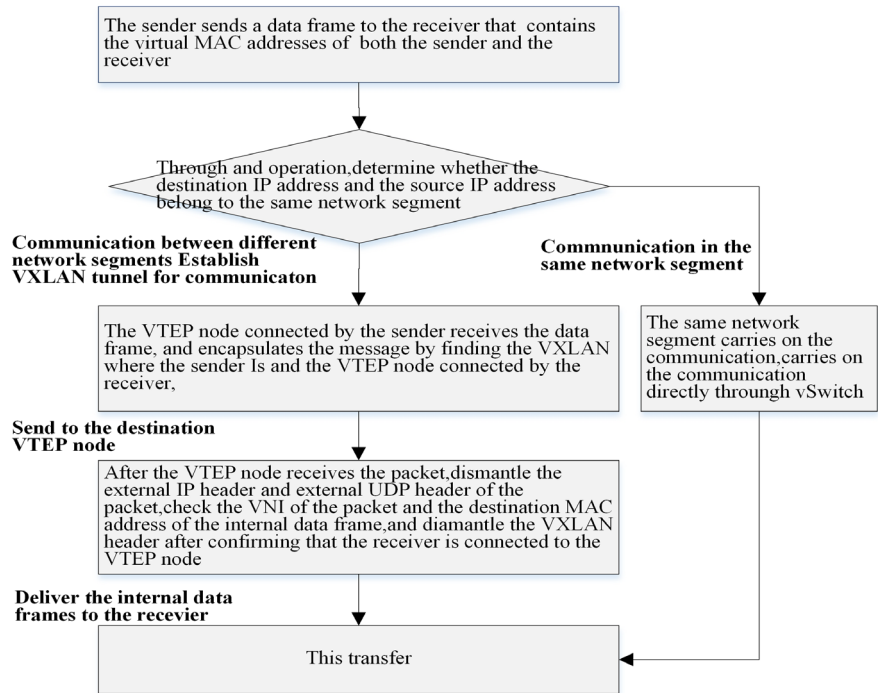 The sender sends a data frame to the receiver that contains
the virtual MAC addresses of both the sender and the
receiver
Through and operation,determine whether the
destination IP address and the source IP address
belong to the same network segment
Communication between different
network segments Establish
VXLAN tunnel for communicaton
Commnunication in the
same network segment
The VTEP node connected by the sender receives the data
frame, and encapsulates the message by finding the VXLAN
where the sender Is and the VTEP node connected by the
receiver,
The same network
segment carries on the
communication,carries on
the communication
directly thruongh vSwitch
Send to the destination
VTEP node
After the VTEP node receives the packet,dismantle the
external IP header and external UDP header of the
packet,check the VNI of the packet and the destination MAC
address of the internal data frame,and diamantle the VXLAN
header after confirming that the receiver is connected to the
VTEP node
Deliver the internal data
frames to the recevier
This transfer